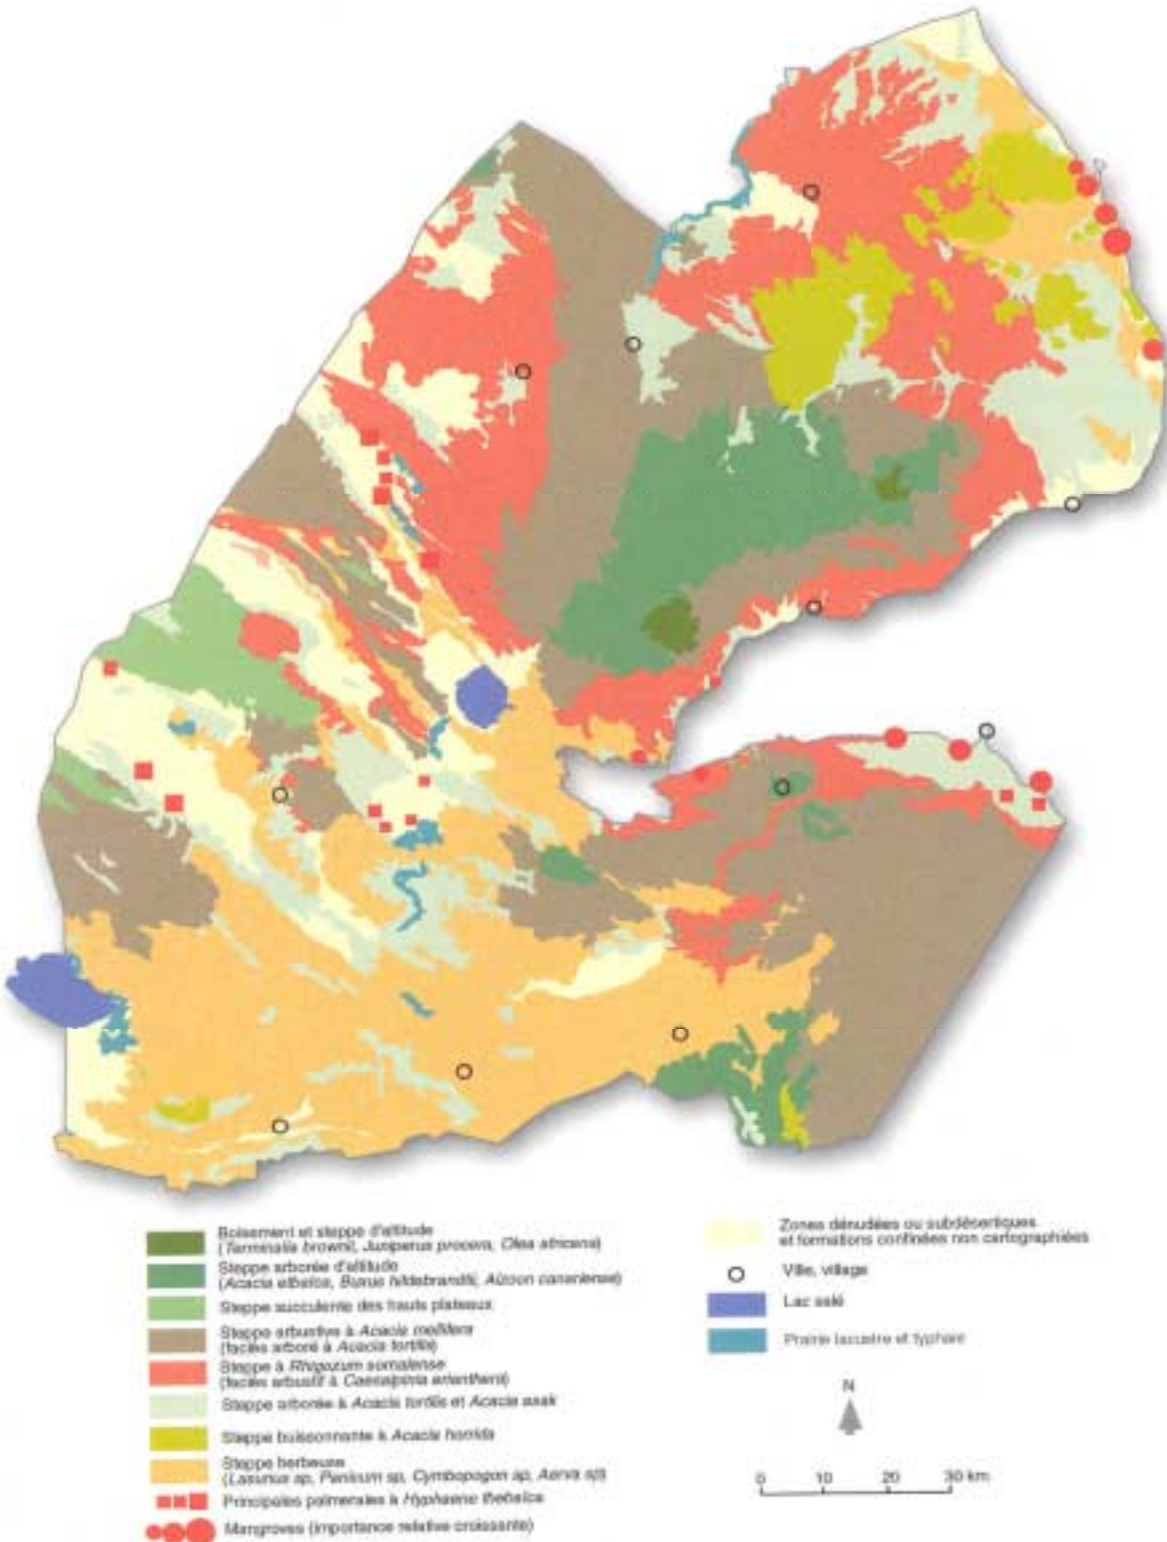 Boisement et steppe d'altitude
(Terminalia brownii, Juniperus procera, Olea africana)
Steppe arborée d'altitude
(Acacia etbaica, Buxus hildebrandtii, Aizoon canariense)
Steppe succulente des hauts plateaux
Steppe arbustive à Acacia mellifera
(faciès arboré à Acacia tortilis)
Steppe à Rhigozum somalense
(faciès arbustif à Caesalpinia erianthera)
Steppe arborée à Acacia tortilis et Acacia asak
Steppe buissonnante à Acacia horrida
Steppe herbeuse
(Lasiurus sp, Panicum sp, Cymbopogon sp, Aerva sp)
Principales palmeraies à Hyphaene thebaica
Mangroves (importance relative croissante)
Zones dénudées ou subdésertiques
et formations confinées non cartographiées
Ville, village
Lac salé
Prairie lacustre et typhaie
N
0 10 20 30 km